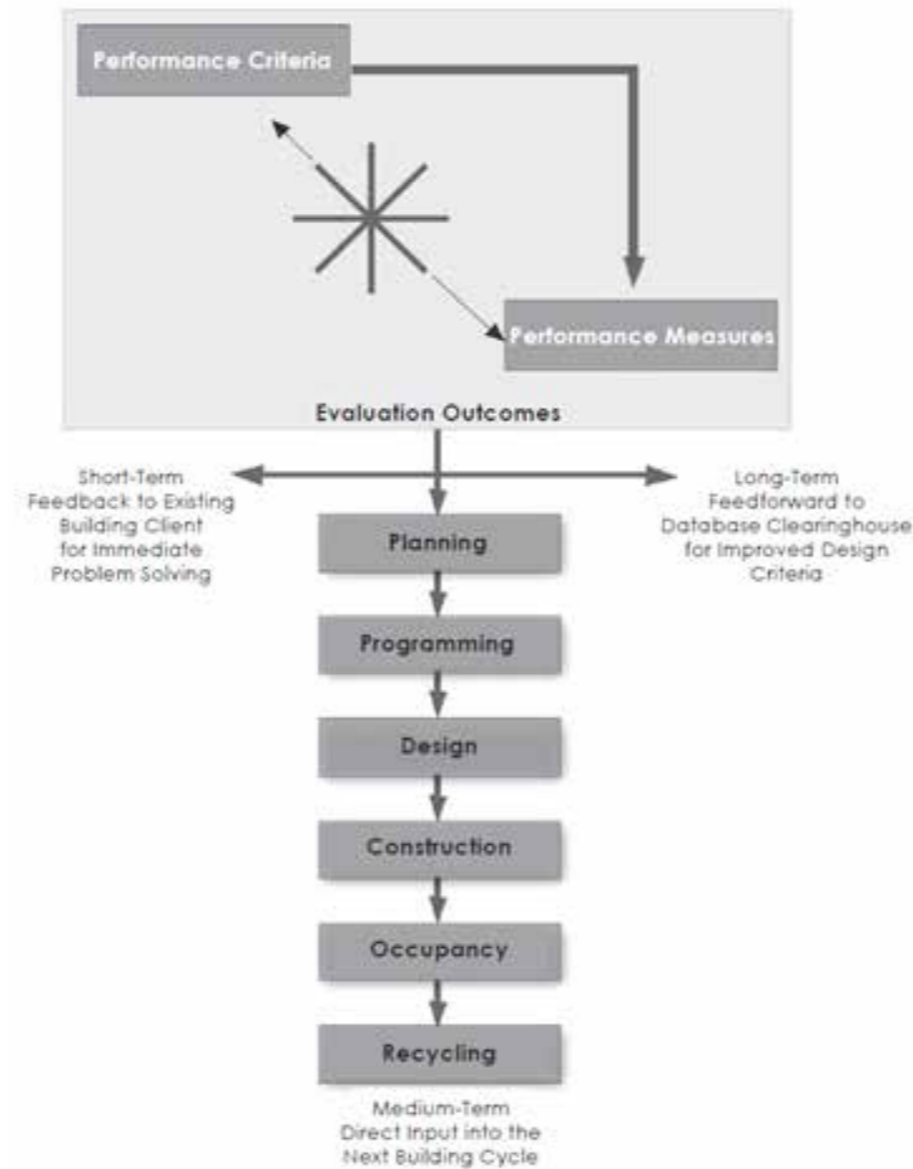 Performance Criteria
Performance Measures
Evaluation Outcomes
Short-Term
Feedback to Existing
Building Client
for Immediate
Problem Solving
Long-Term
Feedforward to
Database Clearinghouse
for Improved Design
Criteria
Planning
Programming
Design
Construction
Occupancy
Recycling
Medium-Term
Direct Input into the
Next Building Cycle